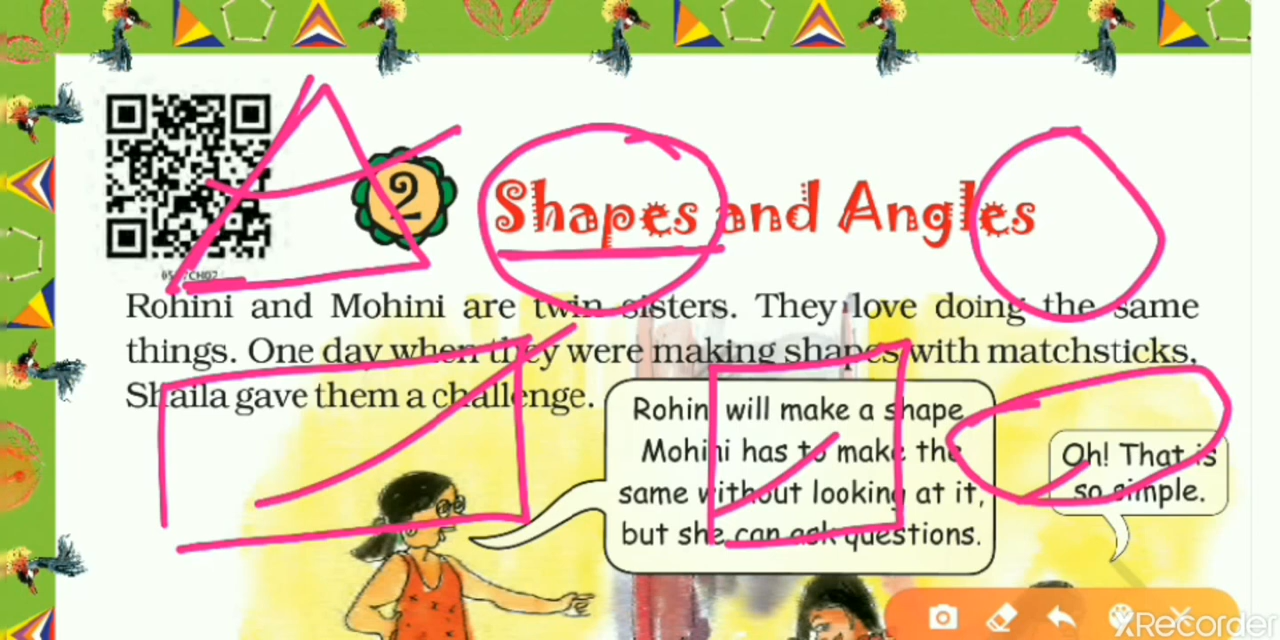 2
Shapes and Angles
Rohini and Mohini are twin sisters. They love doing the same
things. One day when they were making shapes with matchsticks,
Shaila gave them a challenge.
Rohini will make a shape
Mohini has to make the
same without looking at it,
but she can ask questions.
Oh! That is
so simple.
XRecorder